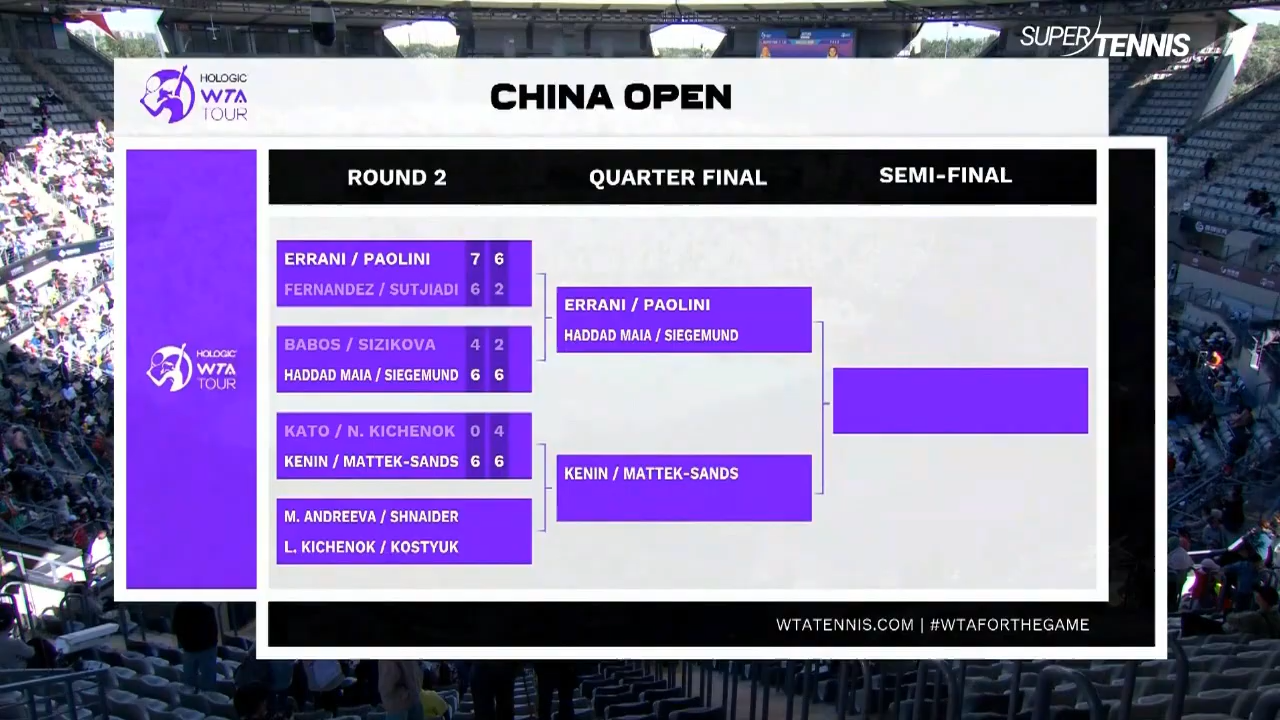 SUPER TENNIS
HOLOGIC
WTA
TOUR
CHINA OPEN
ROUND 2
QUARTER FINAL
SEMI-FINAL
ERRANI / PAOLINI 7 6
FERNANDEZ / SUTJIADI 6 2
BABOS / SIZIKOVA 4 2
HADDAD MAIA / SIEGEMUND 6 6
KATO / N. KICHENOK 0 4
KENIN / MATTEK-SANDS 6 6
M. ANDREEVA / SHNAIDER
L. KICHENOK / KOSTYUK
ERRANI / PAOLINI
HADDAD MAIA / SIEGEMUND
KENIN / MATTEK-SANDS
HOLOGIC
WTA
TOUR
WTATENNIS.COM | #WTAFORTHEGAME